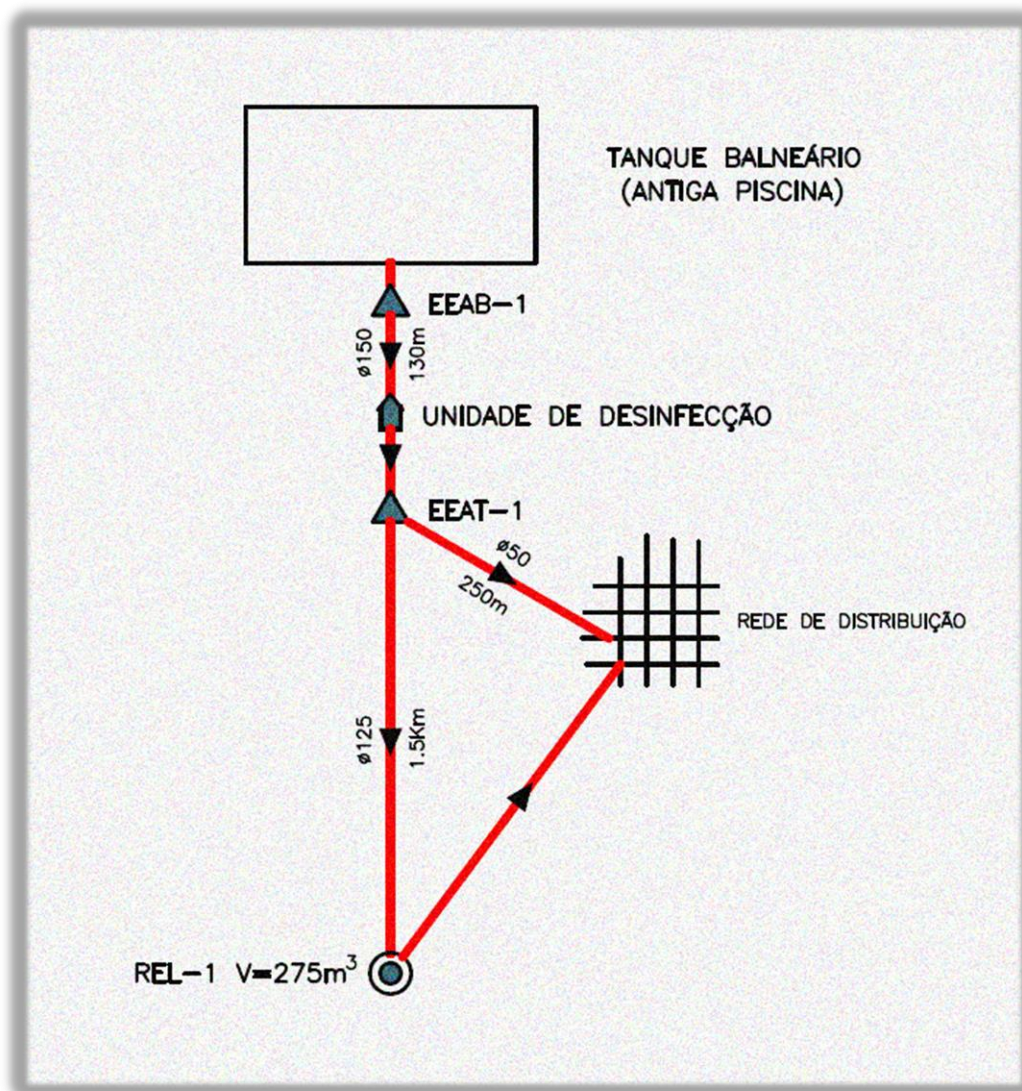 TANQUE BALNEÁRIO
(ANTIGA PISCINA)
EEAB-1
ø150
130m
UNIDADE DE DESINFECÇÃO
EEAT-1
ø50
250m
REDE DE DISTRIBUIÇÃO
ø125
1.5Km
REL-1 V=275m³